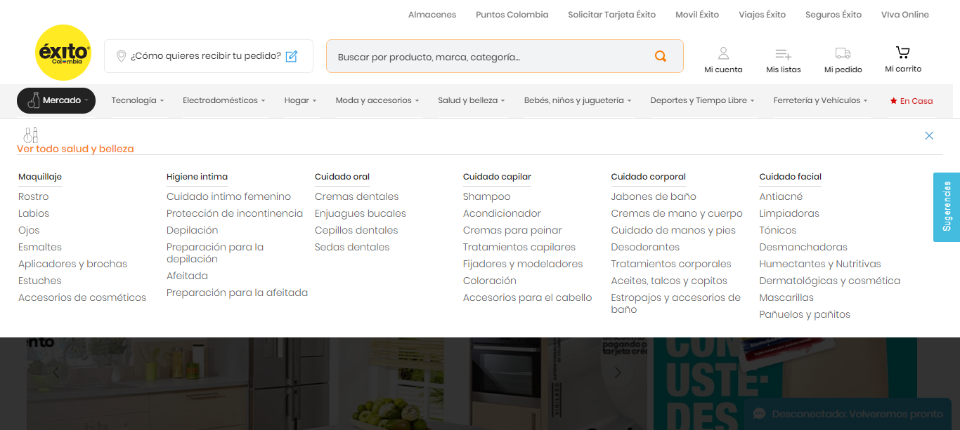 Almacenes Puntos Colombia Solicitar Tarjeta Éxito Movil Éxito Viajes Éxito Seguros Éxito VIva Online
éxito
Colombia
¿Cómo quieres recibir tu pedido?
Buscar por producto, marca, categoría...
Mi cuenta Mis listas Mi pedido Mi carrito
Mercado Tecnología Electrodomésticos Hogar Moda y accesorios Salud y belleza Bebés, niños y juguetería Deportes y Tiempo Libre Ferretería y Vehículos En Casa
Ver todo salud y belleza
Sugerencias
Maquillaje
Rostro
Labios
Ojos
Esmaltes
Aplicadores y brochas
Estuches
Accesorios de cosméticos
Higiene intima
Cuidado intimo femenino
Protección de incontinencia
Depilación
Preparación para la
depilación
Afeitada
Preparación para la afeitada
Cuidado oral
Cremas dentales
Enjuagues bucales
Cepillos dentales
Sedas dentales
Cuidado capilar
Shampoo
Acondicionador
Cremas para peinar
Tratamientos capilares
Fijadores y modeladores
Coloración
Accesorios para el cabello
Cuidado corporal
Jabones de baño
Cremas de mano y cuerpo
Cuidado de manos y pies
Desodorantes
Tratamientos corporales
Aceites, talcos y copitos
Estropajos y accesorios de
baño
Cuidado facial
Antiacné
Limpiadoras
Tónicos
Desmanchadoras
Humectantes y Nutritivas
Dermatológicas y cosmética
Mascarillas
Pañuelos y pañitos
pagando
tarjeta
CON
USTE-
DES
Desconectado: Volveremos pronto